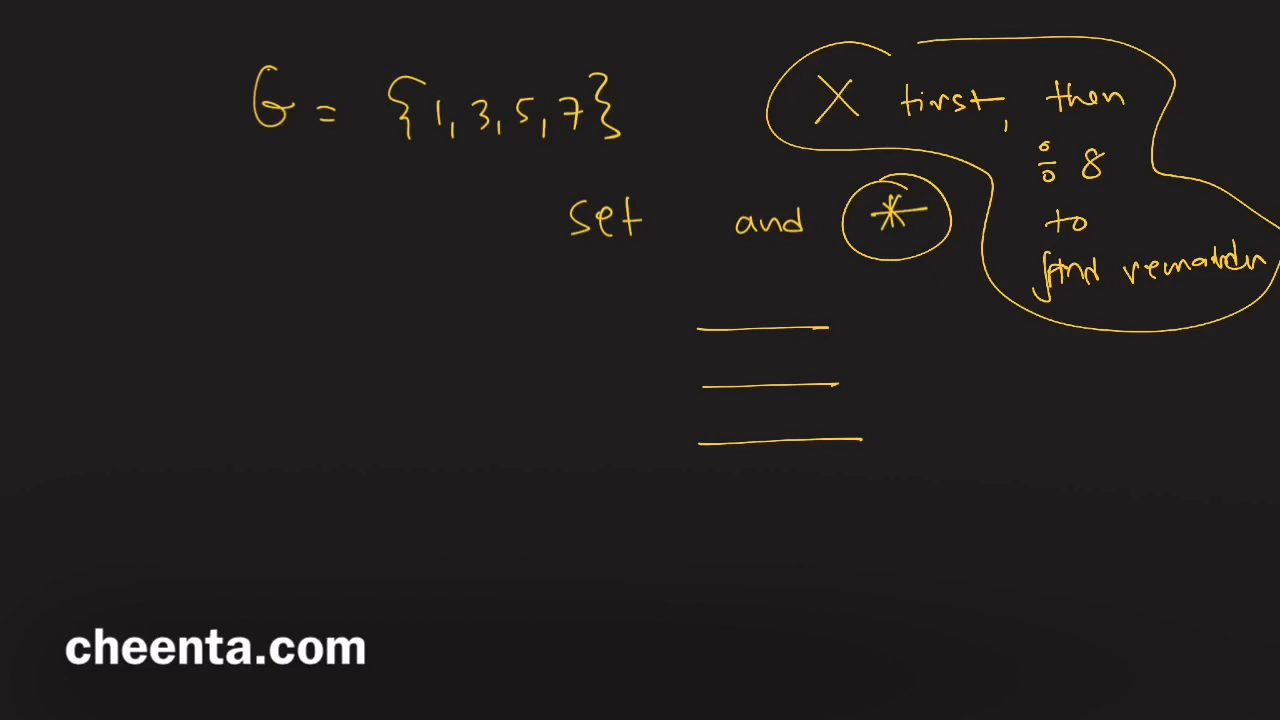 G = {1, 3, 5, 7}
X first, then
÷ 8
set and *
to
find remainder
cheenta.com